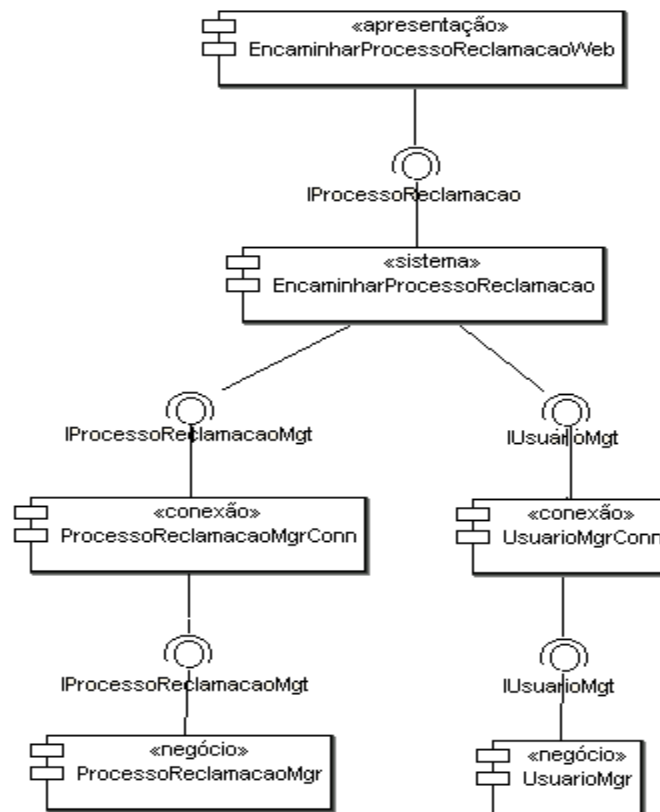 «apresentação»
EncaminharProcessoReclamacaoWeb
IProcessoReclamacao
«sistema»
EncaminharProcessoReclamacao
IProcessoReclamacaoMgt
IUsuarioMgt
«conexão»
ProcessoReclamacaoMgrConn
«conexão»
UsuarioMgrConn
IProcessoReclamacaoMgt
IUsuarioMgt
«negócio»
ProcessoReclamacaoMgr
«negócio»
UsuarioMgr